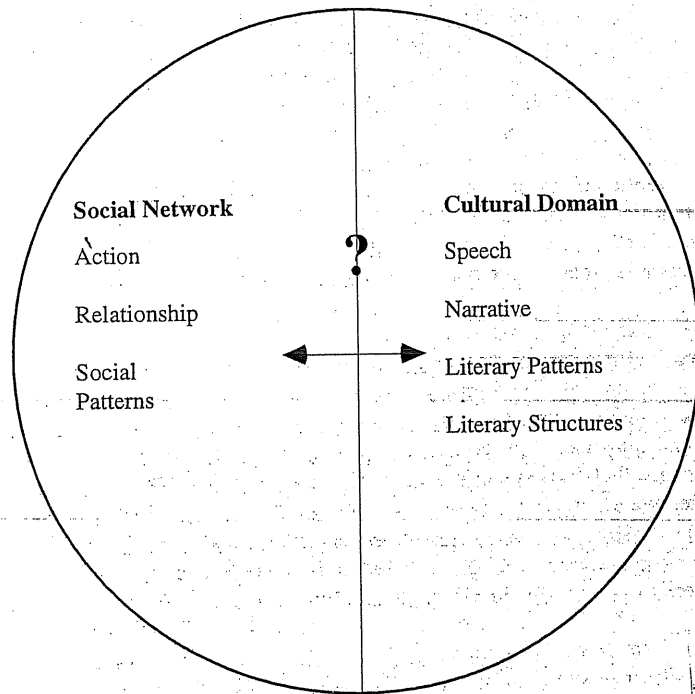 Social Network
Action
Relationship
Social
Patterns
?
Cultural Domain
Speech
Narrative
Literary Patterns
Literary Structures